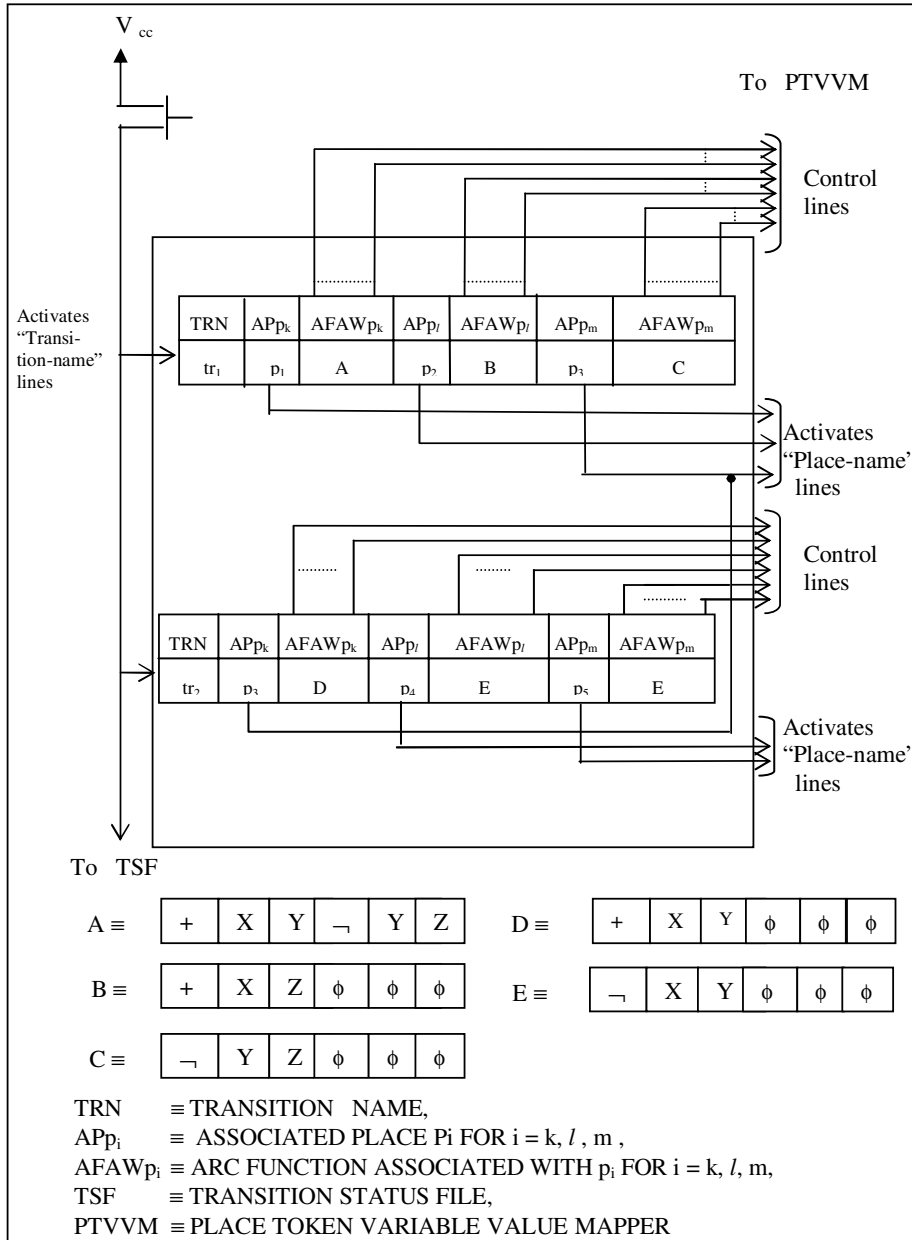 V cc
To PTVVM
Control
lines
Activates
“Transi-
tion-name”
lines
TRN APpk AFAWpk APpl AFAWpl APpm AFAWpm
tr1 p1 A p2 B p3 C
Activates
“Place-name”
lines
Control
lines
TRN APpk AFAWpk APpl AFAWpl APpm AFAWpm
tr2 p3 D p4 E p5 E
Activates
“Place-name”
lines
To TSF
A ≡ + X Y ¬ Y Z
D ≡ + X Y ϕ ϕ ϕ
B ≡ + X Z ϕ ϕ ϕ
E ≡ ¬ X Y ϕ ϕ ϕ
C ≡ ¬ Y Z ϕ ϕ ϕ
TRN ≡ TRANSITION NAME,
APpi ≡ ASSOCIATED PLACE Pi FOR i = k, l , m ,
AFAWpi ≡ ARC FUNCTION ASSOCIATED WITH pi FOR i = k, l, m,
TSF ≡ TRANSITION STATUS FILE,
PTVVM ≡ PLACE TOKEN VARIABLE VALUE MAPPER